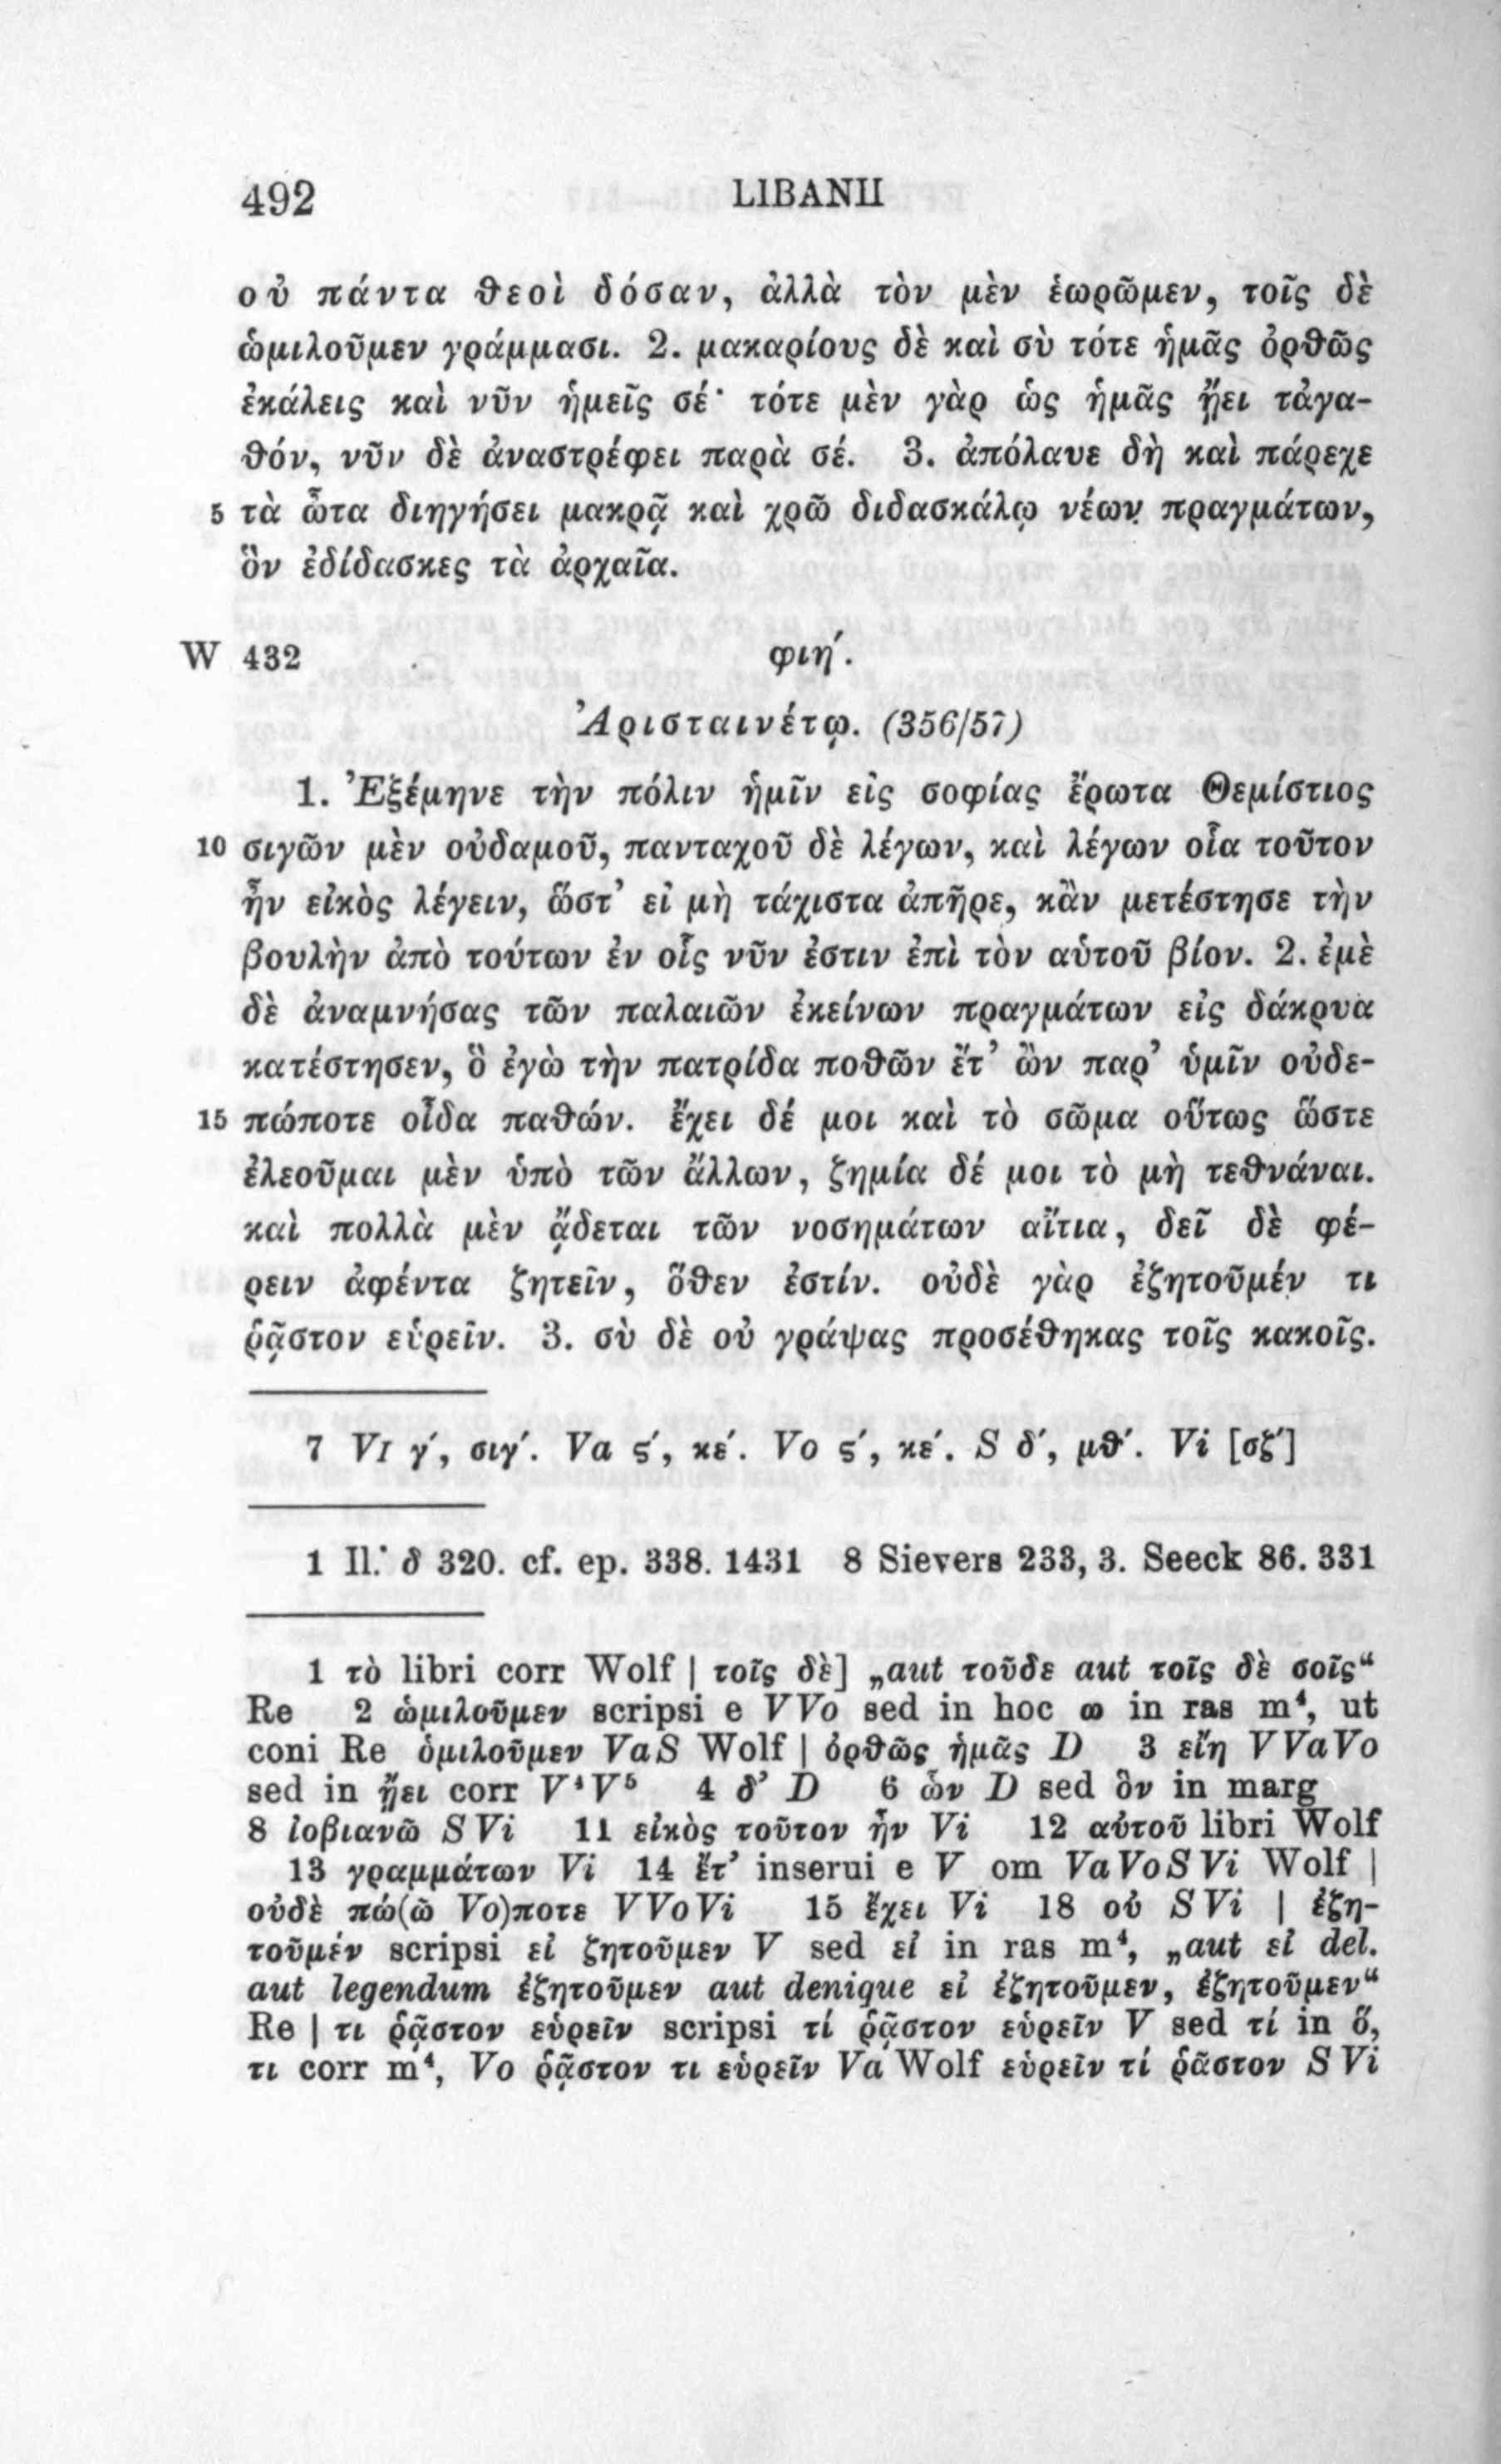 492 LIBANII
οὐ πάντα θεοὶ δόσαν, ἀλλὰ τὸν μὲν ἑωρῶμεν, τοῖς δὲ
ὡμιλοῦμεν γράμμασι. 2. μακαρίους δὲ καὶ σὺ τότε ἡμᾶς ὀρθῶς
ἐκάλεις καὶ νῦν ἡμεῖς σέ· τότε μὲν γὰρ ὡς ἡμᾶς ᾔει τἀγα-
θόν, νῦν δὲ ἀναστρέφει παρὰ σέ. 3. ἀπόλαυε δὴ καὶ πάρεχε
5 τὰ ὦτα διηγήσει μακρᾷ καὶ χρῶ διδασκάλῳ νέων πραγμάτων,
ὃν ἐδίδασκες τὰ ἀρχαῖα.
W 432 φιη´.
Ἀρισταινέτῳ. (356/57)
1. Ἐξέμηνε τὴν πόλιν ἡμῖν εἰς σοφίας ἔρωτα Θεμίστιος
10 σιγῶν μὲν οὐδαμοῦ, πανταχοῦ δὲ λέγων, καὶ λέγων οἷα τοῦτον
ἦν εἰκὸς λέγειν, ὥστ’ εἰ μὴ τάχιστα ἀπῆρε, κἂν μετέστησε τὴν
βουλὴν ἀπὸ τούτων ἐν οἷς νῦν ἐστιν ἐπὶ τὸν αὑτοῦ βίον. 2. ἐμὲ
δὲ ἀναμνήσας τῶν παλαιῶν ἐκείνων πραγμάτων εἰς δάκρυα
κατέστησεν, ὃ ἐγὼ τὴν πατρίδα ποθῶν ἔτ’ ὢν παρ’ ὑμῖν οὐδε-
15 πώποτε οἶδα παθών. ἔχει δέ μοι καὶ τὸ σῶμα οὕτως ὥστε
ἐλεοῦμαι μὲν ὑπὸ τῶν ἄλλων, ζημία δέ μοι τὸ μὴ τεθνάναι.
καὶ πολλὰ μὲν ᾄδεται τῶν νοσημάτων αἴτια, δεῖ δὲ φέ-
ρειν ἀφέντα ζητεῖν, ὅθεν ἐστίν. οὐδὲ γὰρ ἐζητοῦμέν τι
ῥᾷστον εὑρεῖν. 3. σὺ δὲ οὐ γράψας προσέθηκας τοῖς κακοῖς.
7 VI γ´, σιγ´. Va ς´, κε´. Vo ς´, κε´. S δ´, μθ´. Vi [σζ´]
1 Il. δ 320. cf. ep. 338. 1431 8 Sievers 233, 3. Seeck 86. 331
1 τὸ libri corr Wolf | τοῖς δὲ] „aut τοῦδε aut τοῖς δὲ σοῖς“
Re 2 ὡμιλοῦμεν scripsi e VVo sed in hoc ω in ras m⁴, ut
coni Re ὁμιλοῦμεν VaS Wolf | ὀρθῶς ἡμᾶς D 3 εἴη VVaVo
sed in ᾔει corr V⁴V⁵ 4 δ’ D 6 ὧν D sed ὃν in marg
8 ἰοβιανῶ SVi 11 εἰκὸς τοῦτον ἦν Vi 12 αὐτοῦ libri Wolf
13 γραμμάτων Vi 14 ἔτ’ inserui e V om VaVoSVi Wolf |
οὐδὲ πώ(ῶ Vo)ποτε VVoVi 15 ἔχει Vi 18 οὐ SVi | ἐζη-
τοῦμέν scripsi εἰ ζητοῦμεν V sed εἰ in ras m⁴, „aut εἰ del.
aut legendum ἐζητοῦμεν aut denique εἰ ἐζητοῦμεν, ἐζητοῦμεν“
Re | τι ῥᾷστον εὑρεῖν scripsi τί ῥᾷστον εὑρεῖν V sed τί in ὅ,
τι corr m⁴, Vo ῥᾷστον τι εὑρεῖν Va Wolf εὑρεῖν τί ῥᾶστον SVi